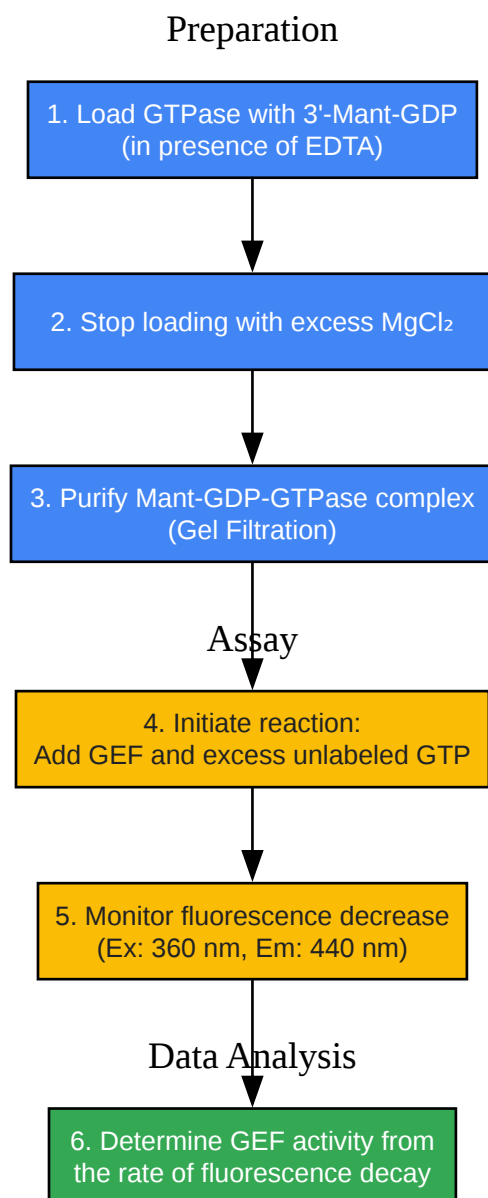 Preparation
1. Load GTPase with 3'-Mant-GDP
(in presence of EDTA)
2. Stop loading with excess MgCl₂
3. Purify Mant-GDP-GTPase complex
(Gel Filtration)
Assay
4. Initiate reaction:
Add GEF and excess unlabeled GTP
5. Monitor fluorescence decrease
(Ex: 360 nm, Em: 440 nm)
Data Analysis
6. Determine GEF activity from
the rate of fluorescence decay